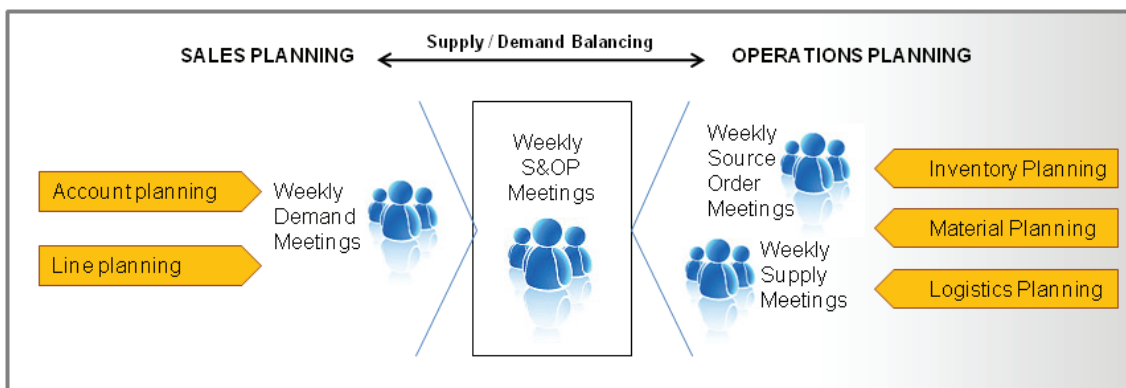 Supply / Demand Balancing
SALES PLANNING
OPERATIONS PLANNING
Account planning
Line planning
Weekly
Demand
Meetings
Weekly
S&OP
Meetings
Weekly
Source
Order
Meetings
Weekly
Supply
Meetings
Inventory Planning
Material Planning
Logistics Planning